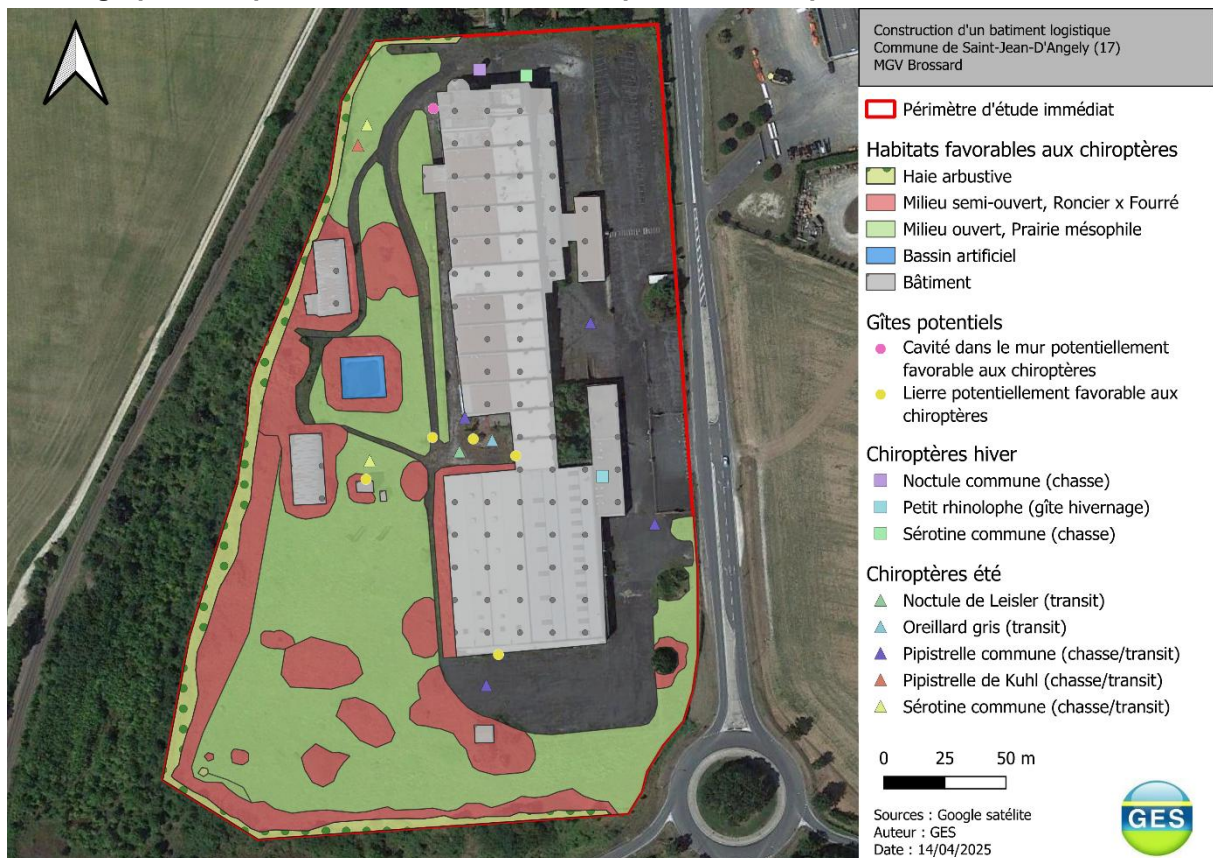 Construction d'un batiment logistique
Commune de Saint-Jean-D'Angely (17)
MGV Brossard
Périmètre d'étude immédiat
Habitats favorables aux chiroptères
Haie arbustive
Milieu semi-ouvert, Roncier x Fourré
Milieu ouvert, Prairie mésophile
Bassin artificiel
Bâtiment
Gîtes potentiels
Cavité dans le mur potentiellement
favorable aux chiroptères
Lierre potentiellement favorable aux
chiroptères
Chiroptères hiver
Noctule commune (chasse)
Petit rhinolophe (gîte hivernage)
Sérotine commune (chasse)
Chiroptères été
Noctule de Leisler (transit)
Oreillard gris (transit)
Pipistrelle commune (chasse/transit)
Pipistrelle de Kuhl (chasse/transit)
Sérotine commune (chasse/transit)
0 25 50 m
Sources : Google satélite
Auteur : GES
Date : 14/04/2025
GES